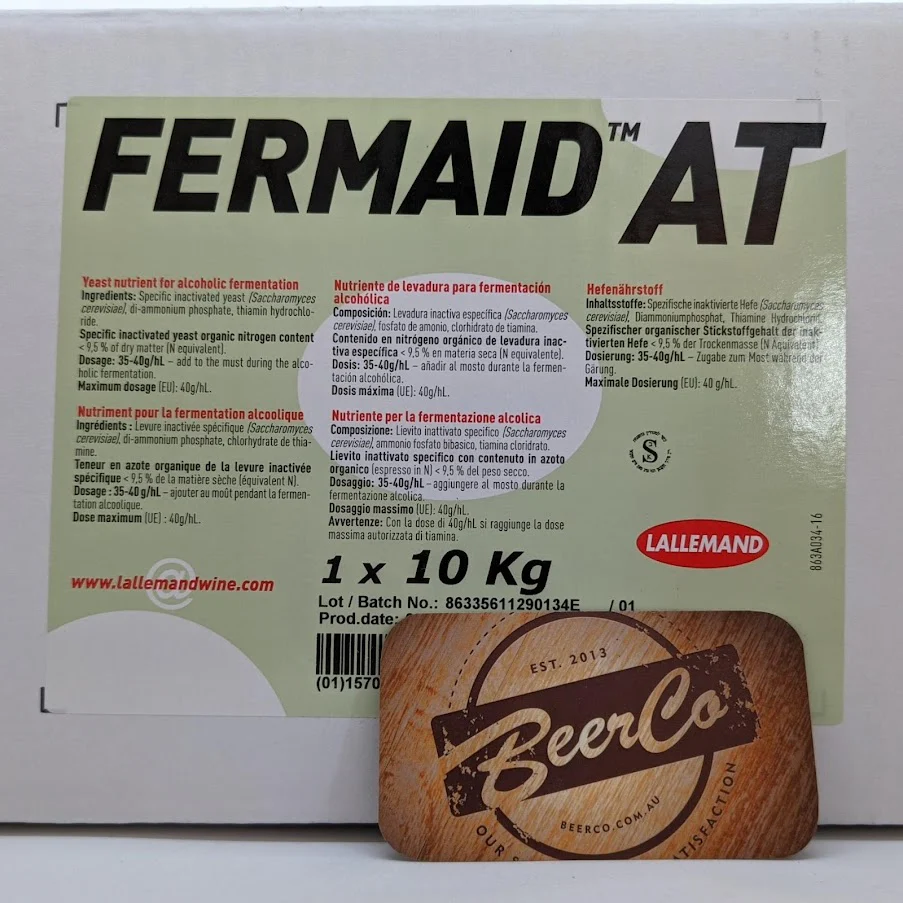 FERMAID™ AT
Yeast nutrient for alcoholic fermentation
Ingredients: Specific inactivated yeast (Saccharomyces
cerevisiae), di-ammonium phosphate, thiamin hydrochlo-
ride.
Specific inactivated yeast organic nitrogen content
< 9,5 % of dry matter (N equivalent).
Dosage: 35-40g/hL – add to the must during the alco-
holic fermentation.
Maximum dosage (EU): 40g/hL.
Nutriment pour la fermentation alcoolique
Ingrédients : Levure inactivée spécifique (Saccharomyces
cerevisiae), di-ammonium phosphate, chlorhydrate de thia-
mine.
Teneur en azote organique de la levure inactivée
spécifique < 9,5 % de la matière sèche (équivalent N).
Dosage : 35-40 g/hL – ajouter au moût pendant la fermen-
tation alcoolique.
Dose maximum (UE) : 40g/hL.
Nutriente de levadura para fermentación
alcohólica
Composición: Levadura inactiva específica (Saccharomyces
cerevisiae), fosfato de amonio, clorhidrato de tiamina.
Contenido en nitrógeno orgánico de levadura inac-
tiva específica < 9,5 % en materia seca (N equivalente).
Dosis: 35-40g/hL – añadir al mosto durante la fermen-
tación alcohólica.
Dosis máxima (UE): 40g/hL.
Nutriente per la fermentazione alcolica
Composizione: Lievito inattivato specifico (Saccharomyces
cerevisiae), ammonio fosfato bibasico, tiamina cloridrato.
Lievito inattivato specifico con contenuto in azoto
organico (espresso in N) < 9,5 % del peso secco.
Dosaggio: 35-40g/hL – aggiungere al mosto durante la
fermentazione alcolica.
Dosaggio massimo (UE): 40g/hL.
Avvertenze: Con la dose di 40g/hL si raggiunge la dose
massima autorizzata di tiamina.
Hefenährstoff
Inhaltsstoffe: Spezifische inaktivierte Hefe (Saccharomyces
cerevisiae), Diammoniumphosphat, Thiamine Hydrochlorid.
Spezifischer organischer Stickstoffgehalt der inak-
tivierten Hefe < 9,5 % der Trockenmasse (N Äquivalent)
Dosierung: 35-40g/hL – Zugabe zum Most während der
Gärung.
Maximale Dosierung (EU): 40 g/hL.
S
LALLEMAND
863A034-16
www.lallemandwine.com
1 x 10 Kg
Lot / Batch No.: 86335611290134E / 01
Prod.date:
(01)1570
EST. 2013
BeerCo
BEERCO.COM.AU
OUR